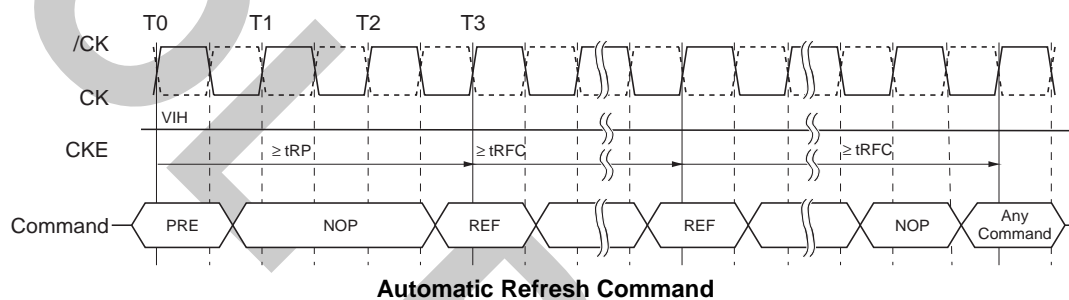 T0 T1 T2 T3
/CK
CK
VIH
CKE
≥ tRP ≥ tRFC ≥ tRFC
Command PRE NOP REF REF NOP Any
Command
Automatic Refresh Command